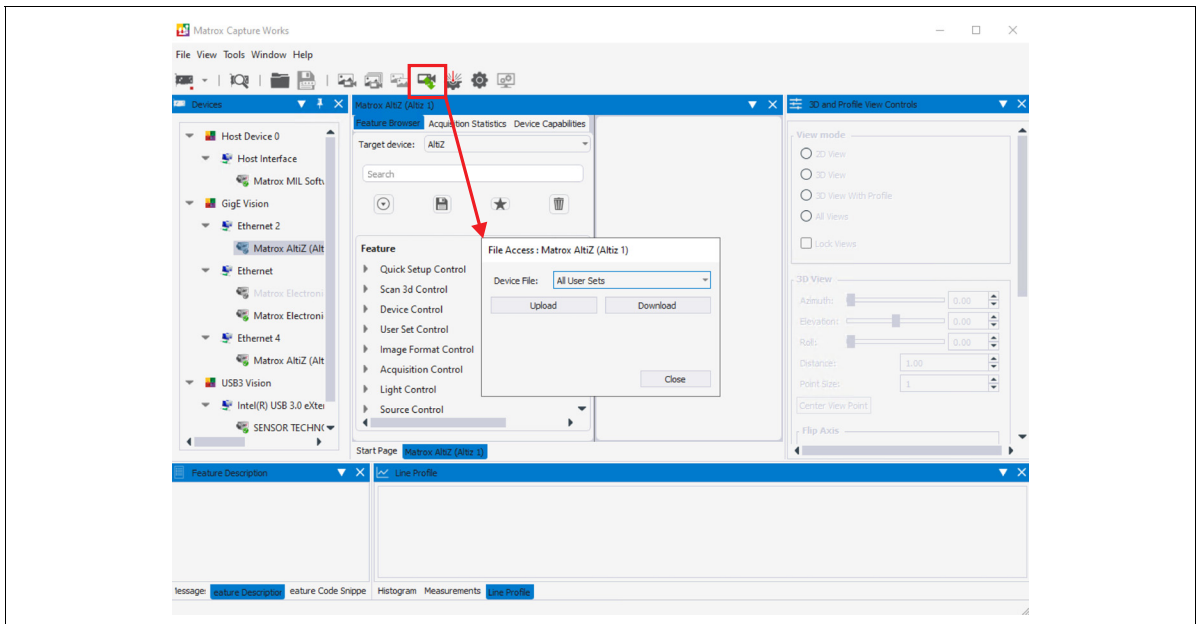 Matrox Capture Works
File View Tools Window Help
Devices
Host Device 0
Host Interface
Matrox MIL Softv
GigE Vision
Ethernet 2
Matrox AltiZ (Alt
Ethernet
Matrox Electroni
Matrox Electroni
Ethernet 4
Matrox AltiZ (Alt
USB3 Vision
Intel(R) USB 3.0 eXter
SENSOR TECHN
Matrox AltiZ (Altiz 1)
Feature Browser Acquisition Statistics Device Capabilities
Target device: AltiZ
Search
Feature
Quick Setup Control
Scan 3d Control
Device Control
User Set Control
Image Format Control
Acquisition Control
Light Control
Source Control
File Access : Matrox AltiZ (Altiz 1)
Device File: All User Sets
Upload Download
Close
Start Page Matrox AltiZ (Altiz 1)
3D and Profile View Controls
View mode
2D View
3D View
3D View With Profile
All Views
Lock Views
3D View
Azimuth: 0.00
Elevation: 0.00
Roll: 0.00
Distance: 1.00
Point Size: 1
Center View Point
Flip Axis
Feature Description
Line Profile
lessage: eature Description eature Code Snippe
Histogram Measurements Line Profile